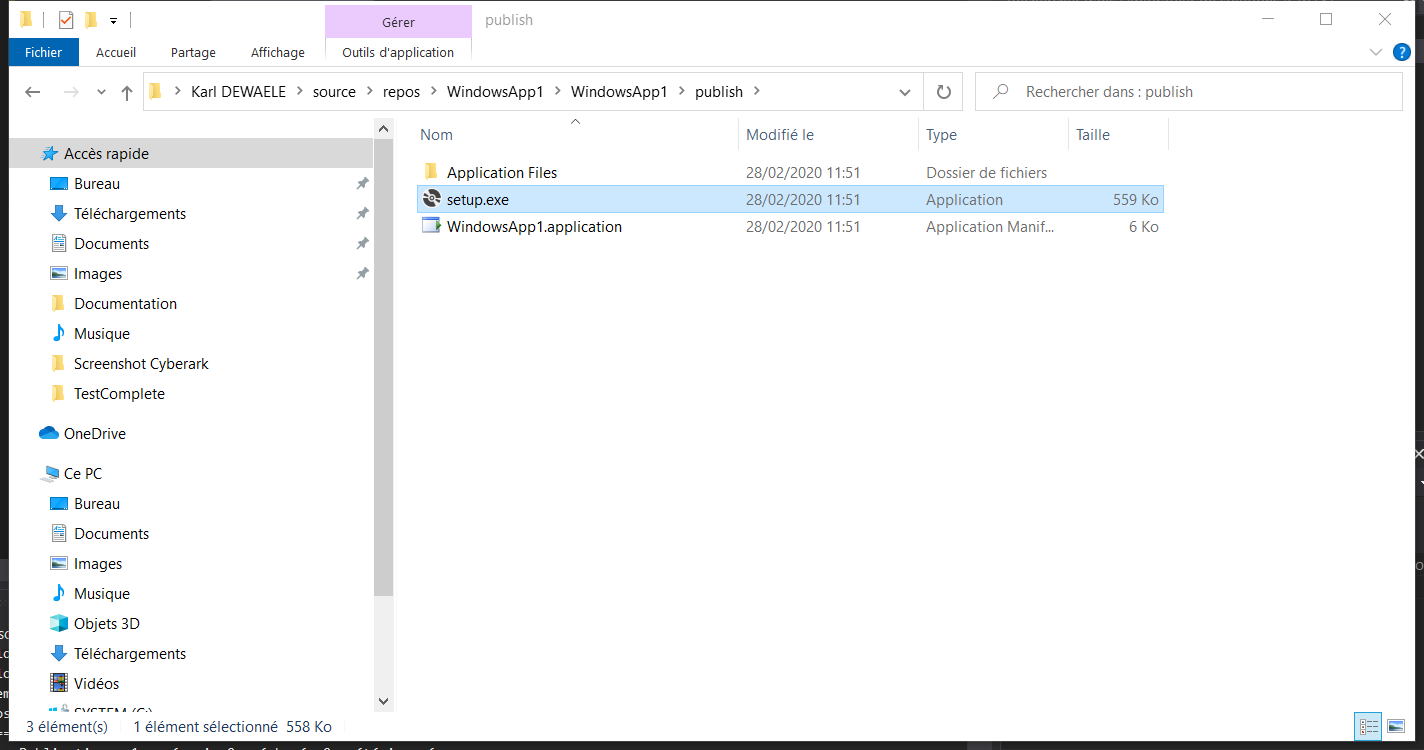 Gérer publish
Fichier Accueil Partage Affichage Outils d'application
Karl DEWAELE source repos WindowsApp1 WindowsApp1 publish Rechercher dans : publish
Nom Modifié le Type Taille
Accès rapide
Bureau
Téléchargements
Documents
Images
Documentation
Musique
Screenshot Cyberark
TestComplete
OneDrive
Ce PC
Bureau
Documents
Images
Musique
Objets 3D
Téléchargements
Vidéos
SYSTEM (C:)
Application Files 28/02/2020 11:51 Dossier de fichiers
setup.exe 28/02/2020 11:51 Application 559 Ko
WindowsApp1.application 28/02/2020 11:51 Application Manif... 6 Ko
3 élément(s) 1 élément sélectionné 558 Ko